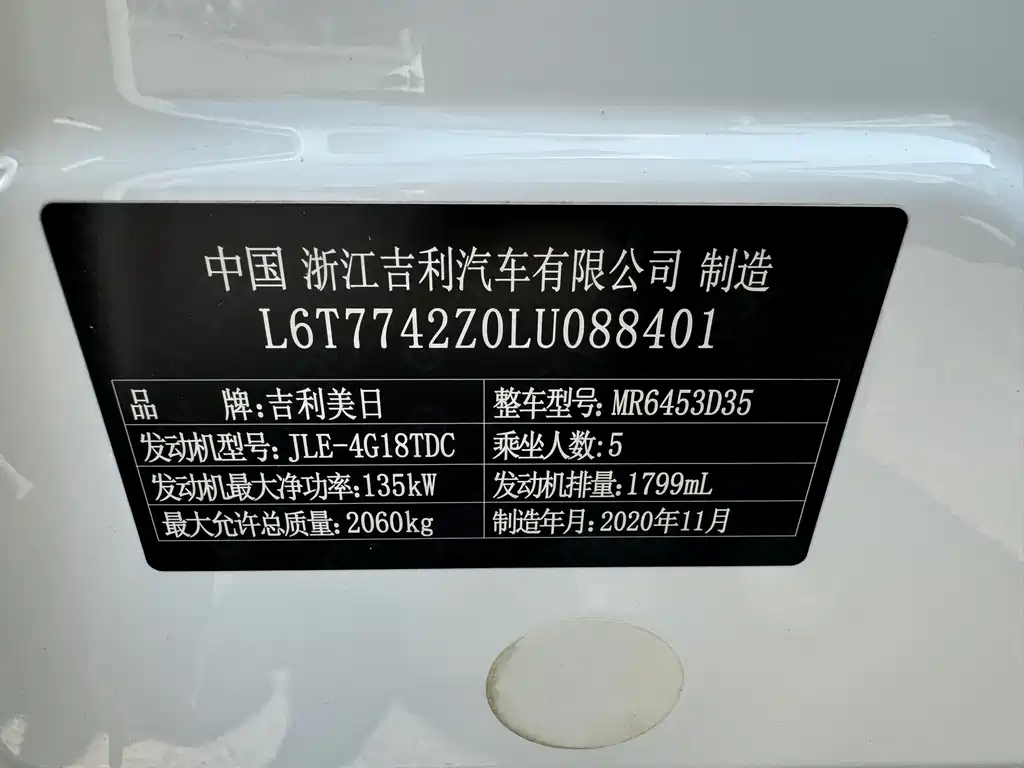 中国 浙江吉利汽车有限公司 制造
L6T7742Z0LU088401
品 牌:吉利美日 整车型号:MR6453D35
发动机型号:JLE-4G18TDC 乘坐人数:5
发动机最大净功率:135kW 发动机排量:1799mL
最大允许总质量:2060kg 制造年月:2020年11月